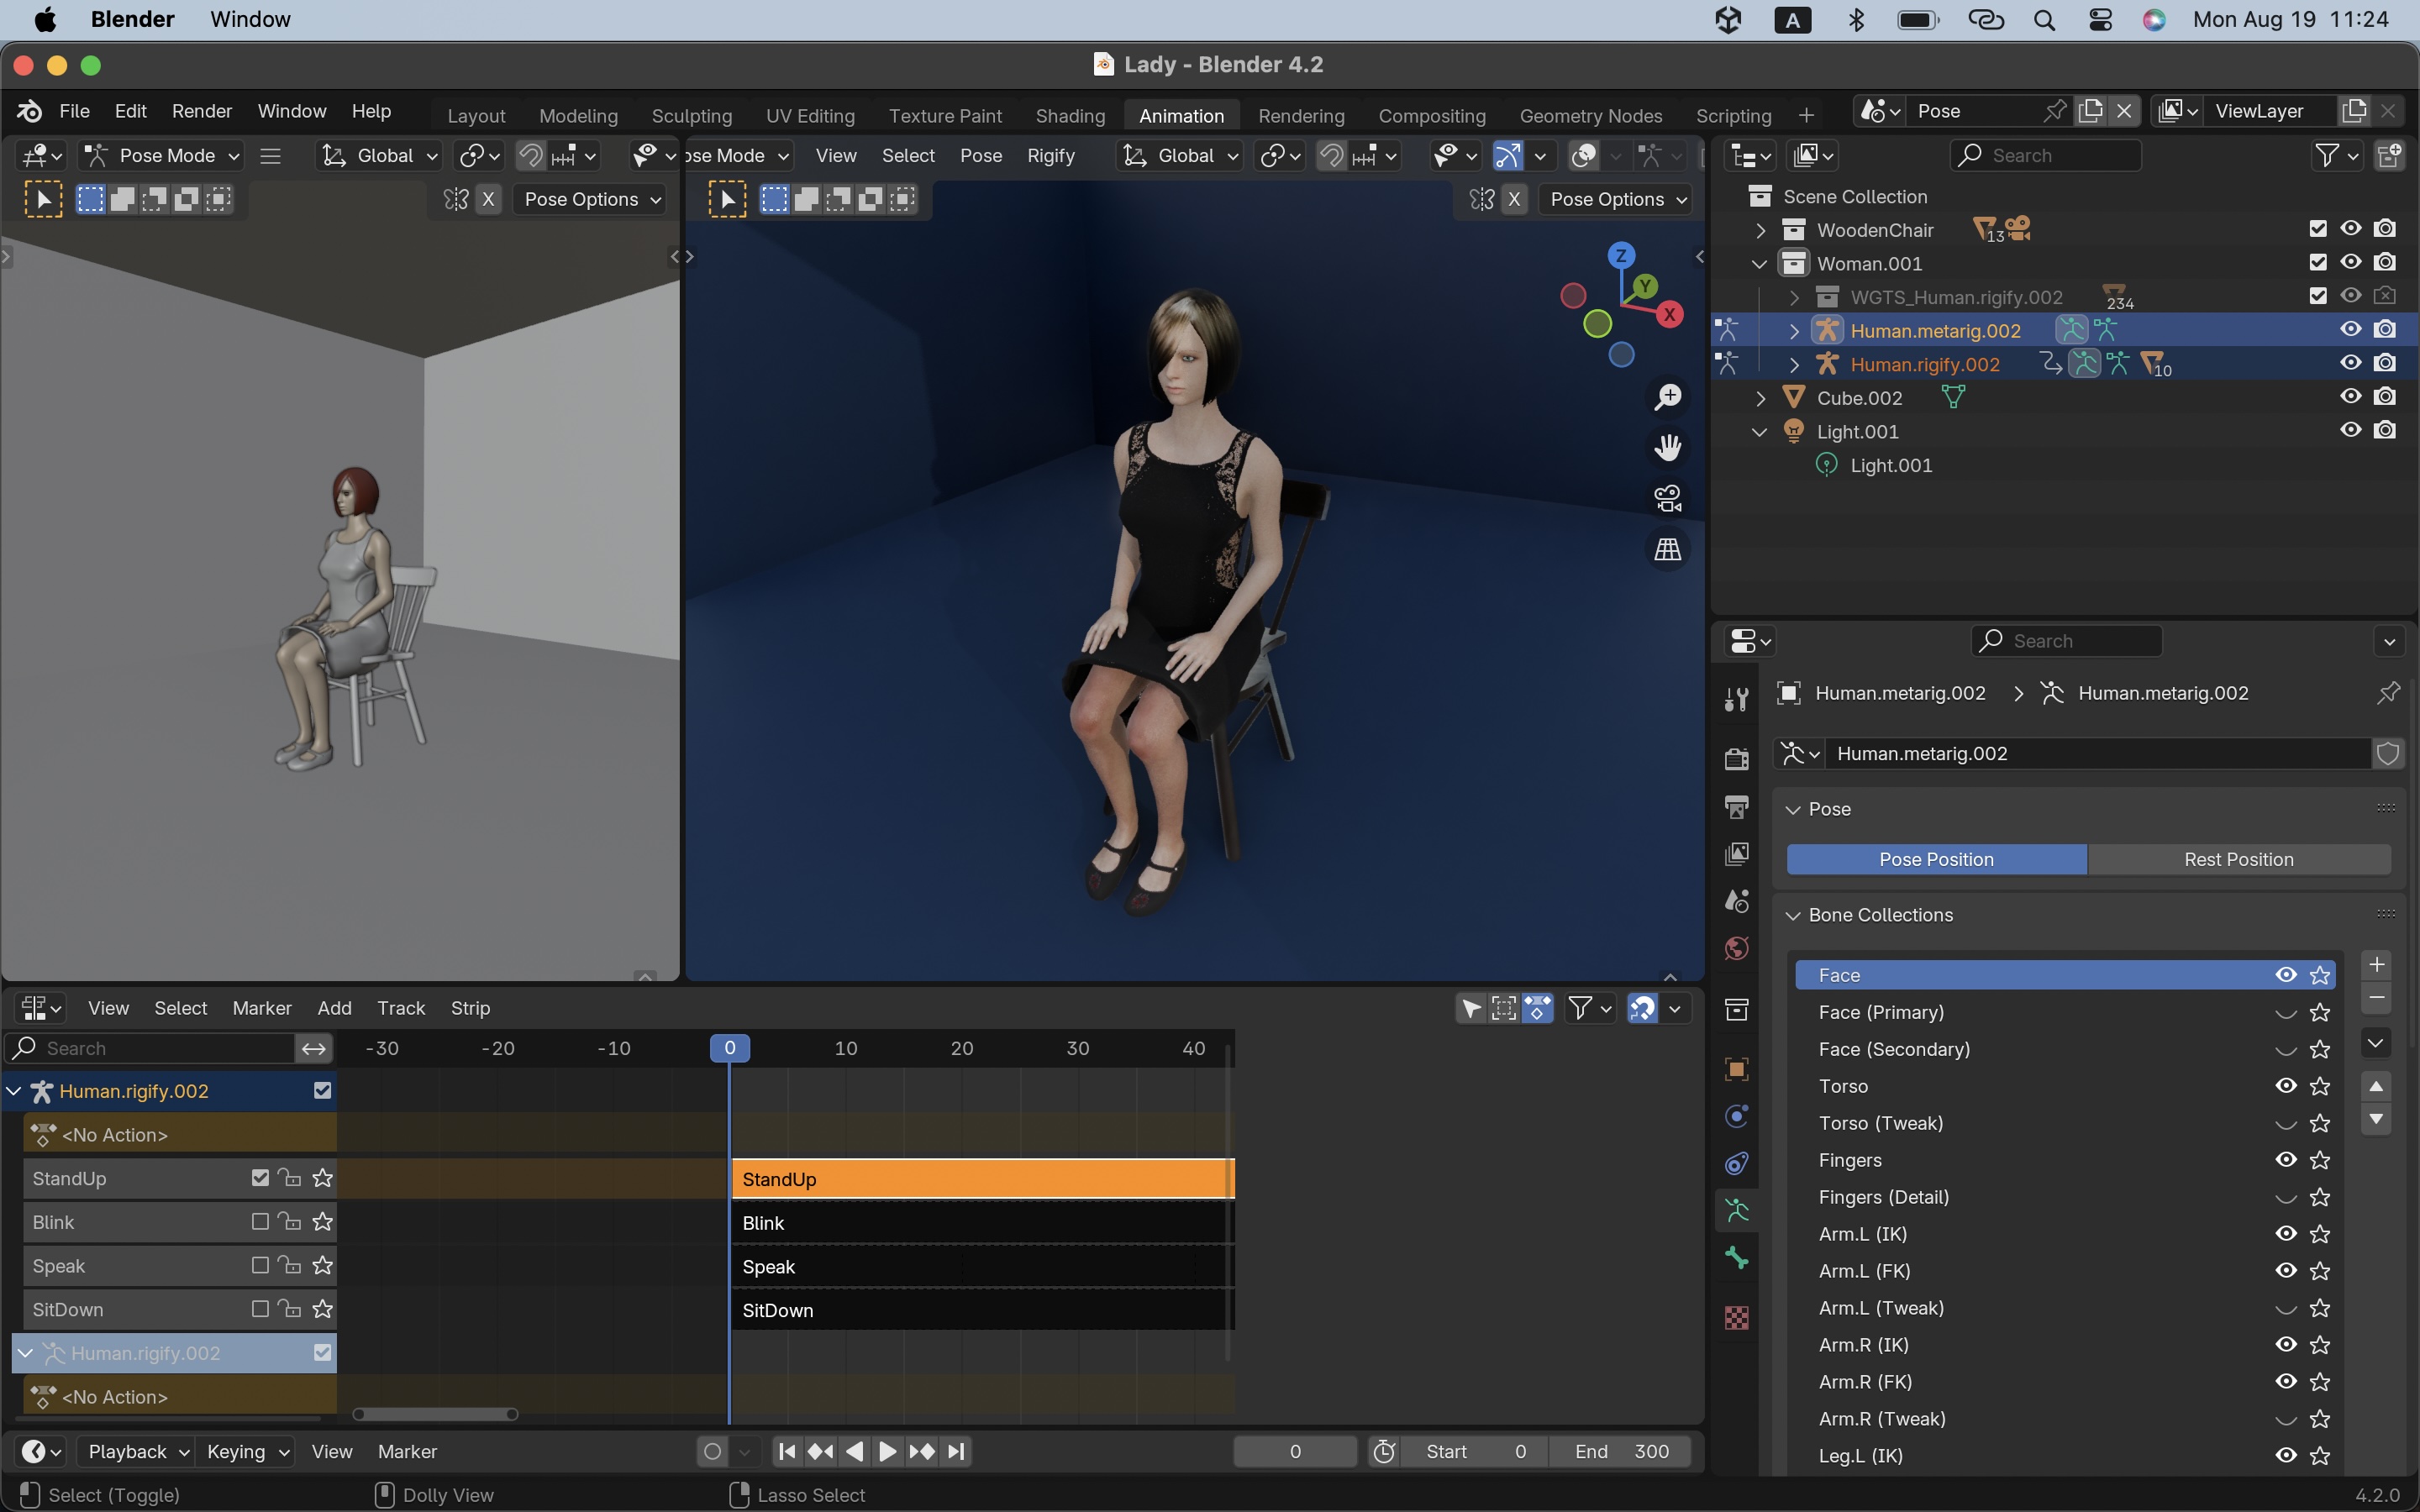 Blender Window A Mon Aug 19 11:24
Lady - Blender 4.2
File Edit Render Window Help Layout Modeling Sculpting UV Editing Texture Paint Shading Animation Rendering Compositing Geometry Nodes Scripting + Pose ViewLayer
Pose Mode Global ose Mode View Select Pose Rigify Global Search
X Pose Options X Pose Options
Scene Collection
WoodenChair 13
Woman.001
WGTS_Human.rigify.002 234
Human.metarig.002
Human.rigify.002 10
Cube.002
Light.001
Light.001
Z
Y
X
Search
Human.metarig.002 > Human.metarig.002
Human.metarig.002
Pose
Pose Position Rest Position
Bone Collections
Face
Face (Primary)
Face (Secondary)
Torso
Torso (Tweak)
Fingers
Fingers (Detail)
Arm.L (IK)
Arm.L (FK)
Arm.L (Tweak)
Arm.R (IK)
Arm.R (FK)
Arm.R (Tweak)
Leg.L (IK)
View Select Marker Add Track Strip
Search -30 -20 -10 0 10 20 30 40
Human.rigify.002
<No Action>
StandUp StandUp
Blink Blink
Speak Speak
SitDown SitDown
Human.rigify.002
<No Action>
Playback Keying View Marker 0 Start 0 End 300
Select (Toggle) Dolly View Lasso Select 4.2.0